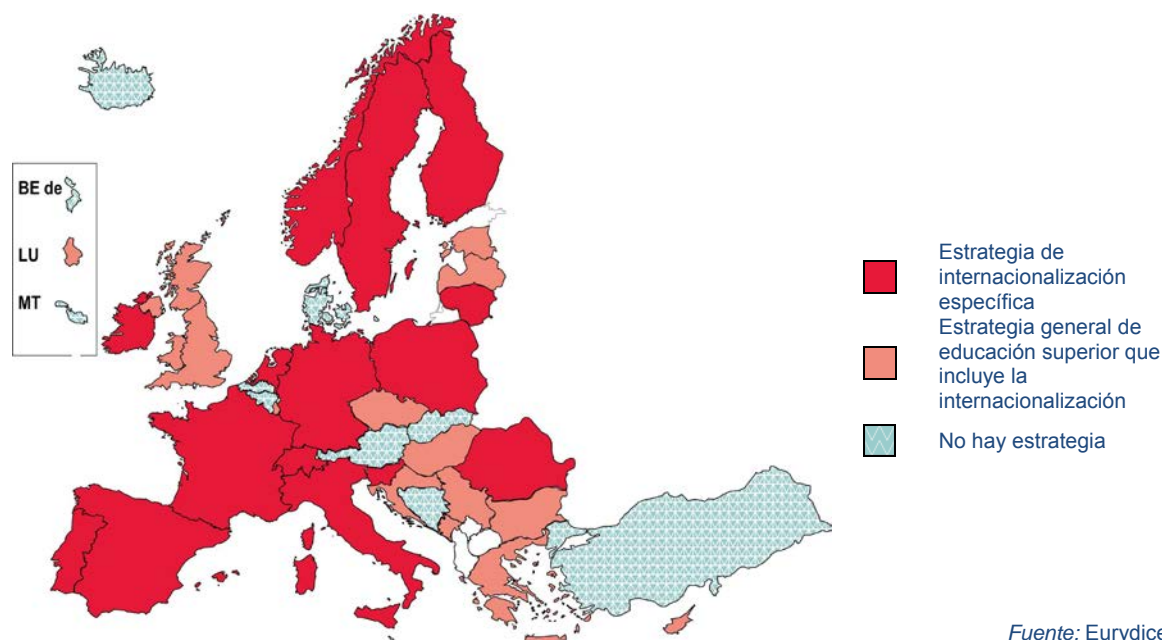 BE de
LU
MT
Estrategia de
internacionalización
específica
Estrategia general de
educación superior que
incluye la
internacionalización
No hay estrategia
Fuente: Eurydice